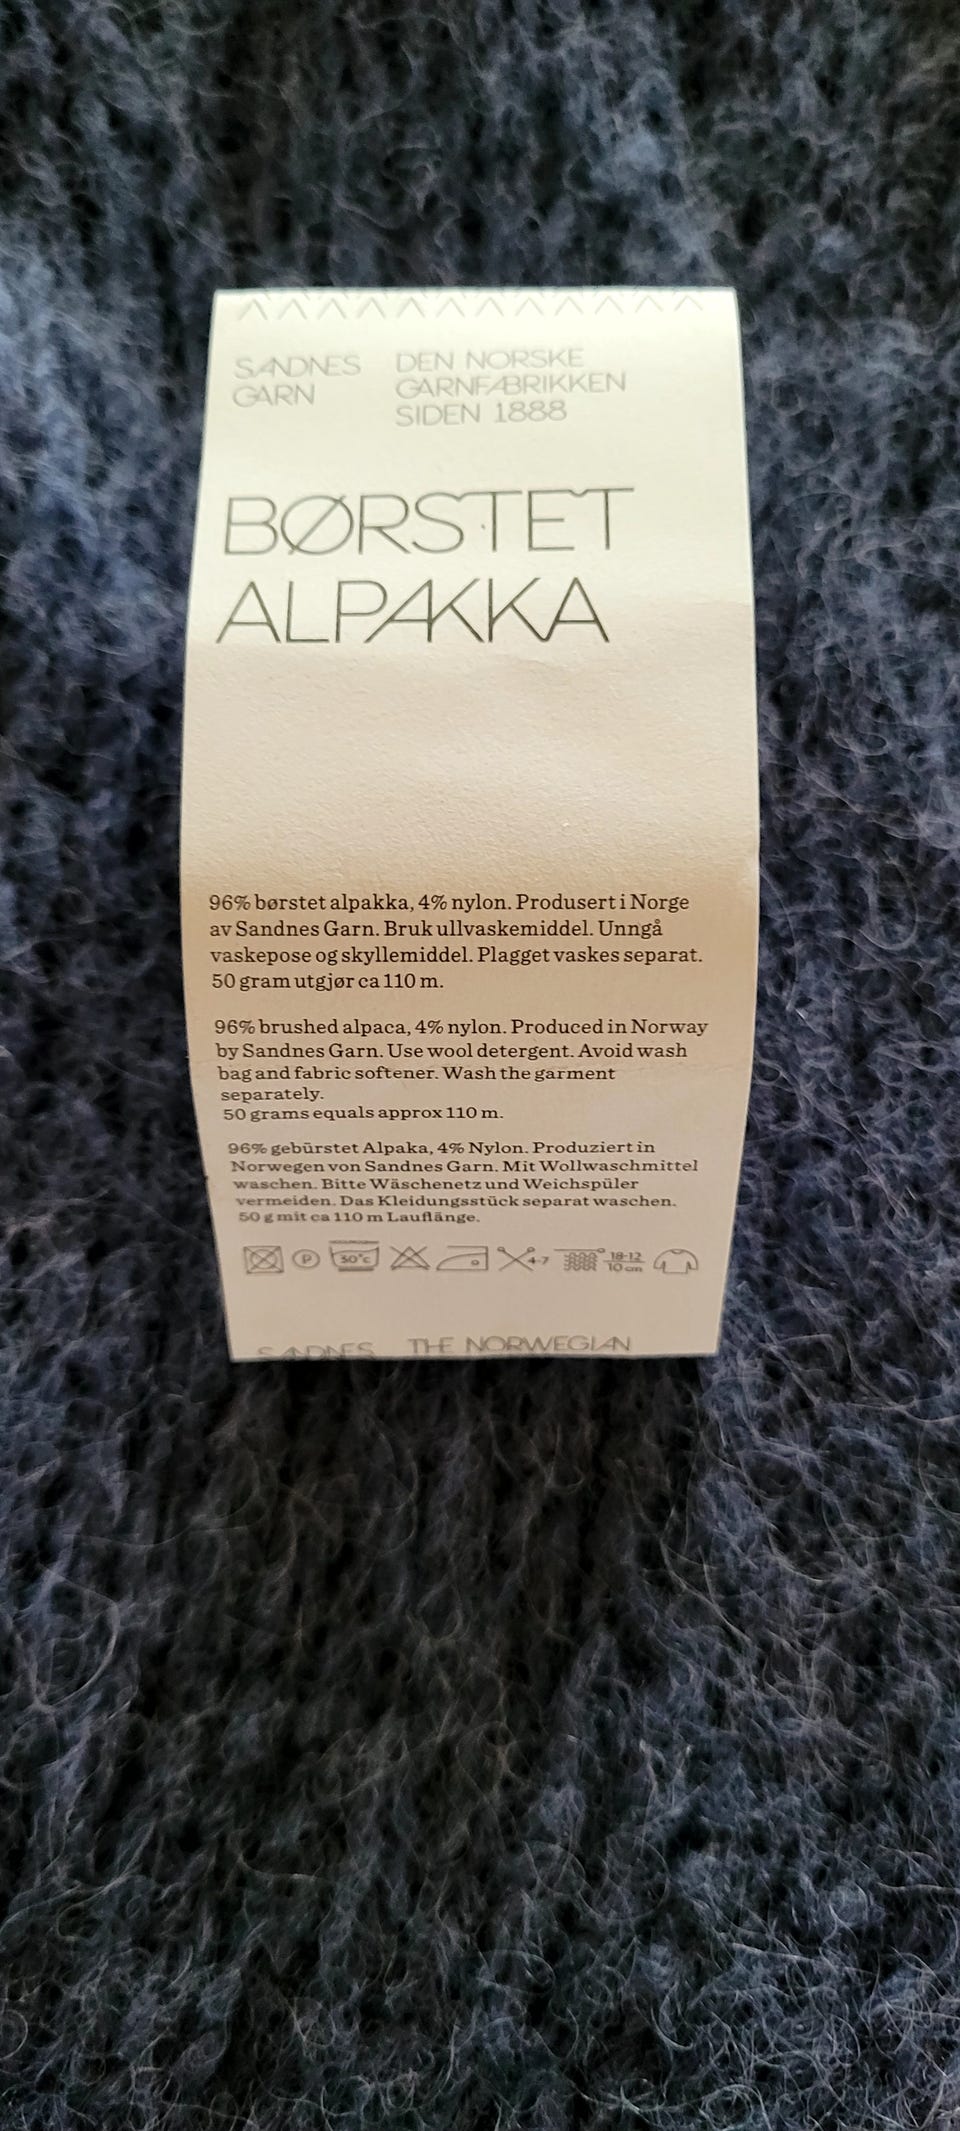 SANDNES GARN
DEN NORSKE
GARNFABRIKKEN
SIDEN 1888
BØRSTET
ALPAKKA
96% børstet alpakka, 4% nylon. Produsert i Norge
av Sandnes Garn. Bruk ullvaskemiddel. Unngå
vaskepose og skyllemiddel. Plagget vaskes separat.
50 gram utgjør ca 110 m.
96% brushed alpaca, 4% nylon. Produced in Norway
by Sandnes Garn. Use wool detergent. Avoid wash
bag and fabric softener. Wash the garment
separately.
50 grams equals approx 110 m.
96% gebürstet Alpaka, 4% Nylon. Produziert in
Norwegen von Sandnes Garn. Mit Wollwaschmittel
waschen. Bitte Wäschenetz und Weichspüler
vermeiden. Das Kleidungsstück separat waschen.
50 g mit ca 110 m Lauflänge.
P 30°C 4-7 18-12
10 cm
SANDNES THE NORWEGIAN